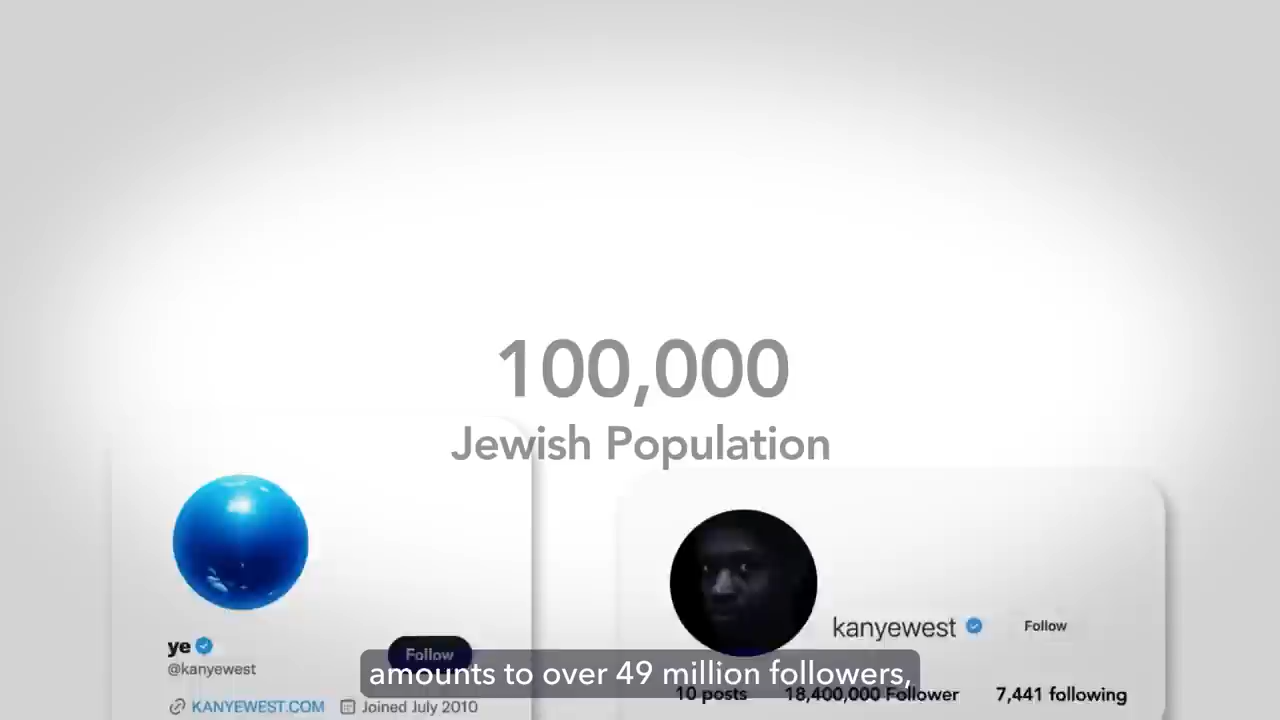 100,000
Jewish Population
ye
@kanyewest
Follow
KANYEWEST.COM Joined July 2010
kanyewest Follow
10 posts 18,400,000 Follower 7,441 following
amounts to over 49 million followers,